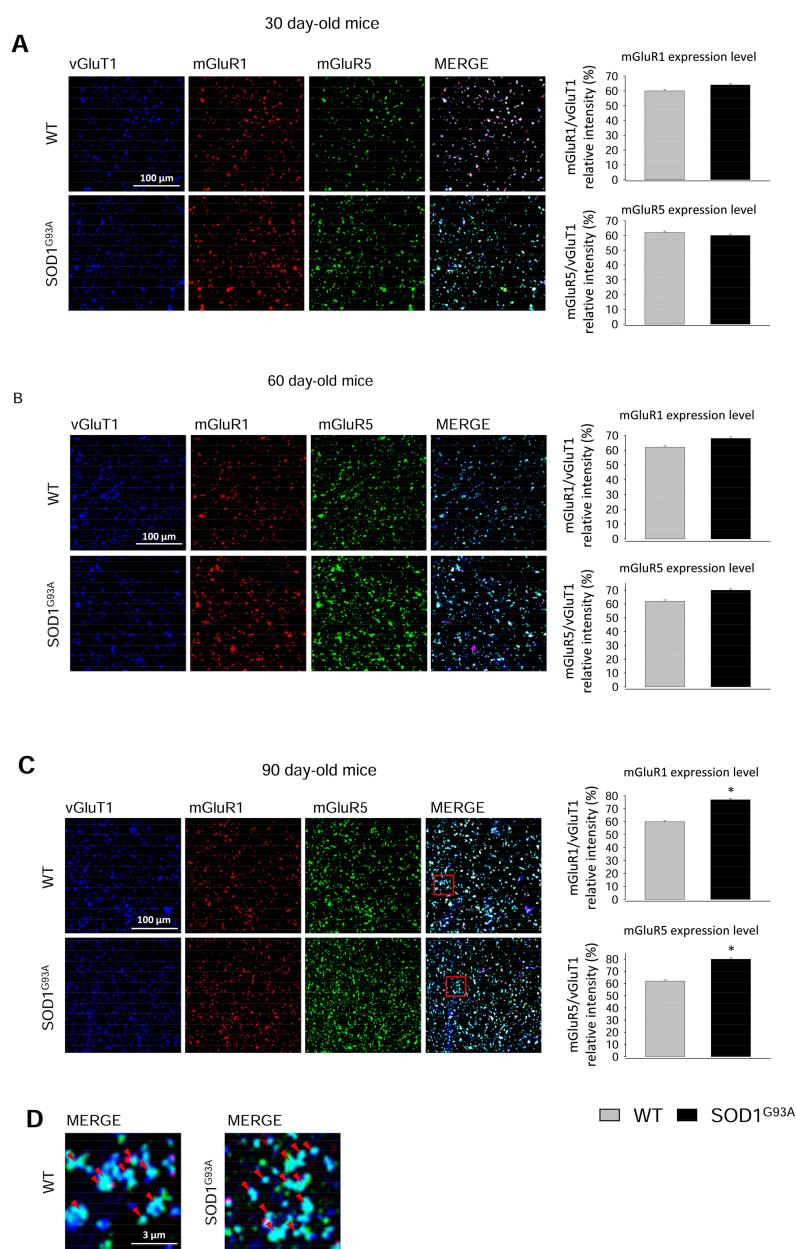 30 day-old mice
A
vGluT1 mGluR1 mGluR5 MERGE
WT
100 µm
SOD1G93A
mGluR1 expression level
mGluR1/vGluT1
relative intensity (%)
70
60
50
40
30
20
10
0
mGluR5 expression level
mGluR5/vGluT1
relative intensity (%)
70
60
50
40
30
20
10
0
60 day-old mice
B
vGluT1 mGluR1 mGluR5 MERGE
WT
100 µm
SOD1G93A
mGluR1 expression level
mGluR1/vGluT1
relative intensity (%)
70
60
50
40
30
20
10
0
mGluR5 expression level
mGluR5/vGluT1
relative intensity (%)
70
60
50
40
30
20
10
0
C
90 day-old mice
vGluT1 mGluR1 mGluR5 MERGE
WT
100 µm
SOD1G93A
mGluR1 expression level
mGluR1/vGluT1
relative intensity (%)
80
70
60
50
40
30
20
10
0
*
mGluR5 expression level
mGluR5/vGluT1
relative intensity (%)
80
70
60
50
40
30
20
10
0
*
WT SOD1G93A
D
MERGE MERGE
WT
3 µm
SOD1G93A